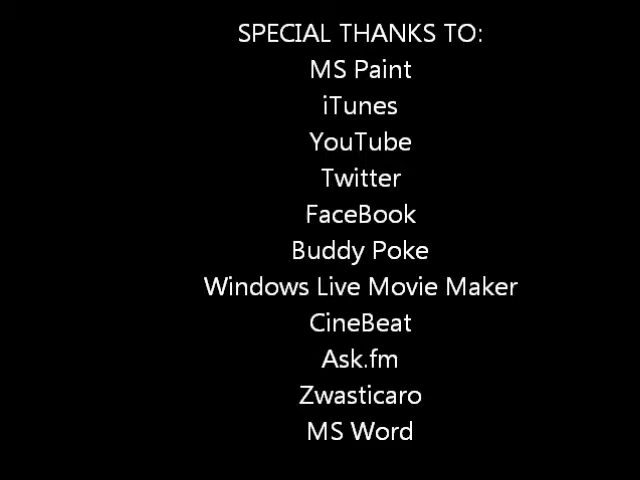 SPECIAL THANKS TO:
MS Paint
iTunes
YouTube
Twitter
FaceBook
Buddy Poke
Windows Live Movie Maker
CineBeat
Ask.fm
Zwasticaro
MS Word